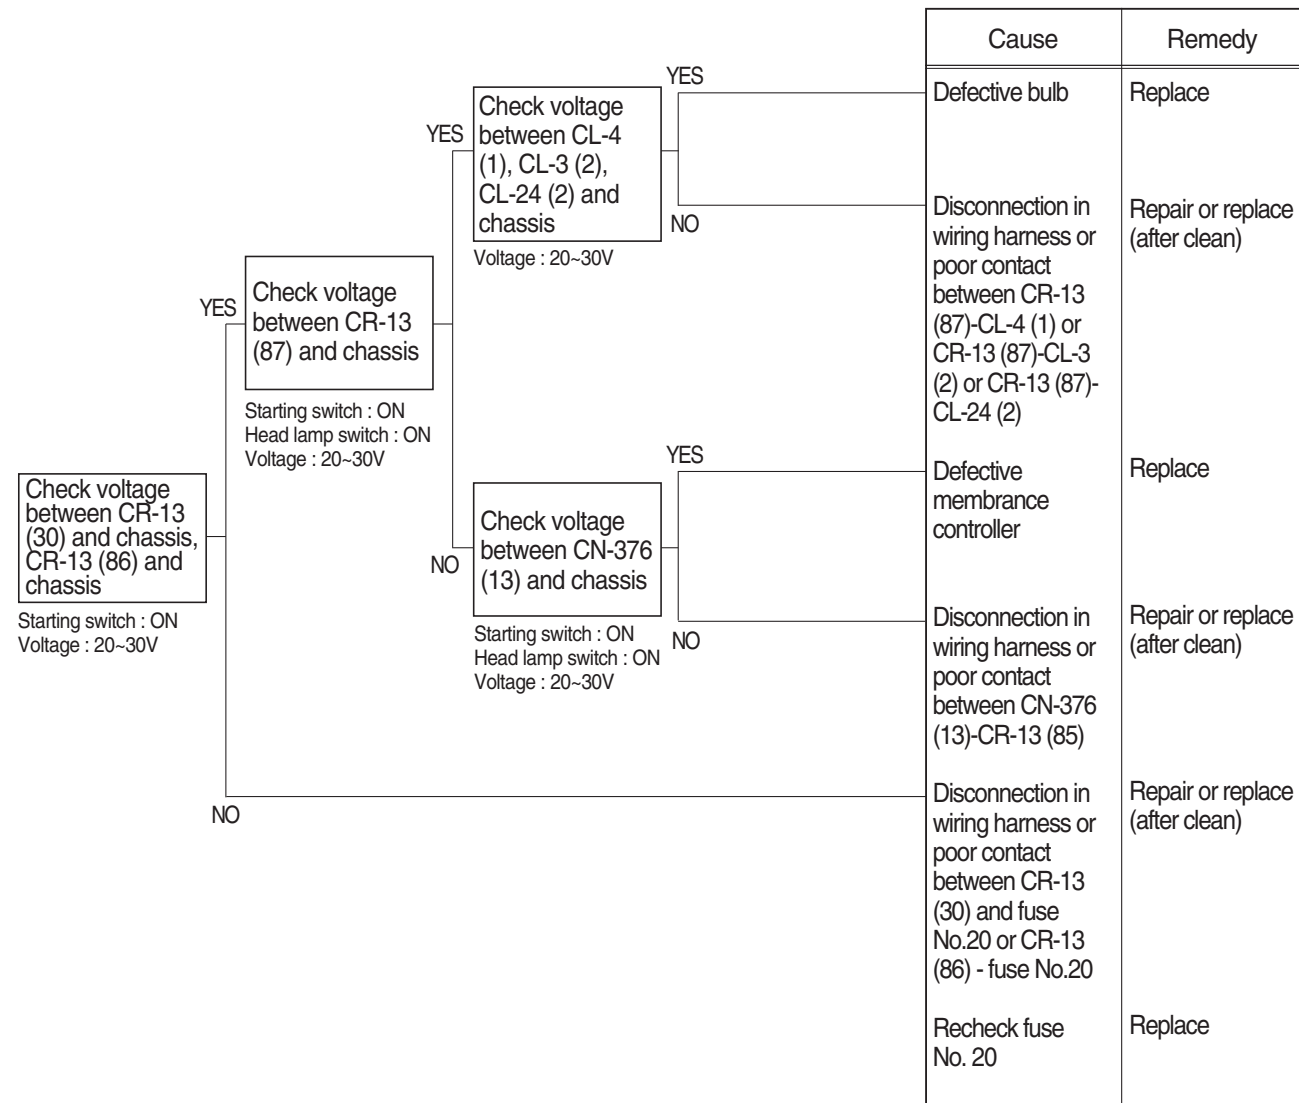 Cause
Remedy
YES
Defective bulb
Replace
Check voltage
between CL-4
(1), CL-3 (2),
CL-24 (2) and
chassis
YES
Voltage : 20~30V
NO
Disconnection in
wiring harness or
poor contact
between CR-13
(87)-CL-4 (1) or
CR-13 (87)-CL-3
(2) or CR-13 (87)-
CL-24 (2)
Repair or replace
(after clean)
YES
Check voltage
between CR-13
(87) and chassis
Starting switch : ON
Head lamp switch : ON
Voltage : 20~30V
YES
Defective
membrance
controller
Replace
Check voltage
between CR-13
(30) and chassis,
CR-13 (86) and
chassis
Starting switch : ON
Voltage : 20~30V
NO
Check voltage
between CN-376
(13) and chassis
Starting switch : ON
Head lamp switch : ON
Voltage : 20~30V
NO
Disconnection in
wiring harness or
poor contact
between CN-376
(13)-CR-13 (85)
Repair or replace
(after clean)
NO
Disconnection in
wiring harness or
poor contact
between CR-13
(30) and fuse
No.20 or CR-13
(86) - fuse No.20
Repair or replace
(after clean)
Recheck fuse
No. 20
Replace